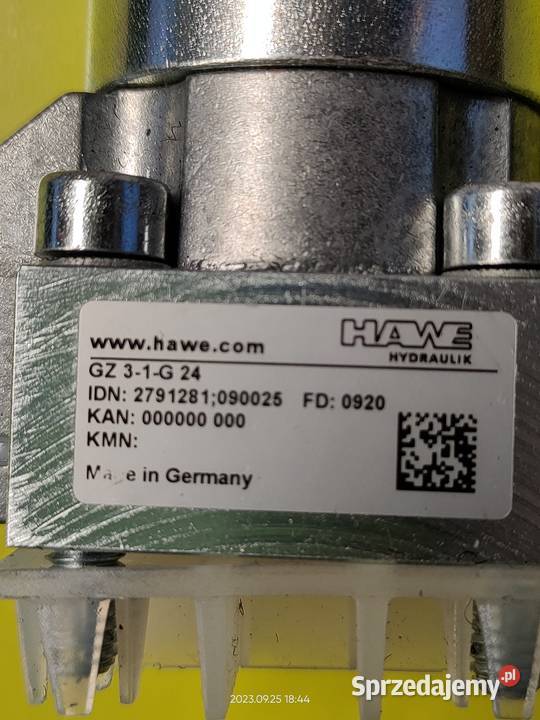 www.hawe.com
HAWE
HYDRAULIK
GZ 3-1-G 24
IDN: 2791281;090025 FD: 0920
KAN: 000000 000
KMN:
in Germany
2023.09.25 18:44
Sprzedajemy.pl